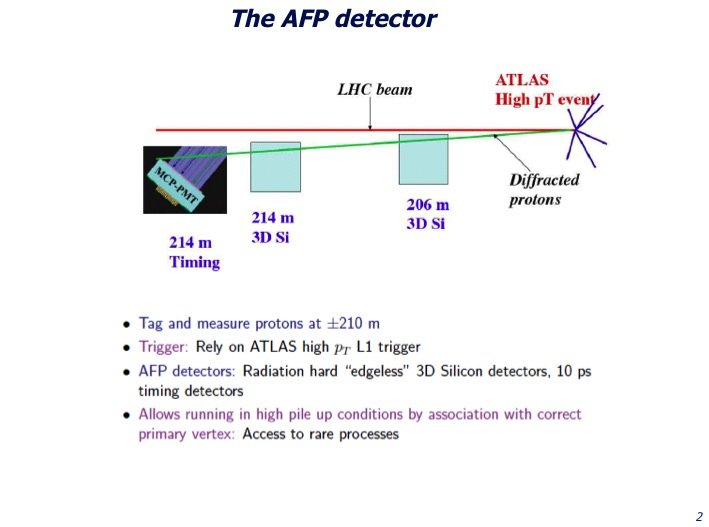 The AFP detector
LHC beam
ATLAS
High pT event
MCP-PMT
Diffracted
protons
206 m
3D Si
214 m
3D Si
214 m
Timing
• Tag and measure protons at ±210 m
• Trigger: Rely on ATLAS high pT L1 trigger
• AFP detectors: Radiation hard “edgeless” 3D Silicon detectors, 10 ps
timing detectors
• Allows running in high pile up conditions by association with correct
primary vertex: Access to rare processes
2